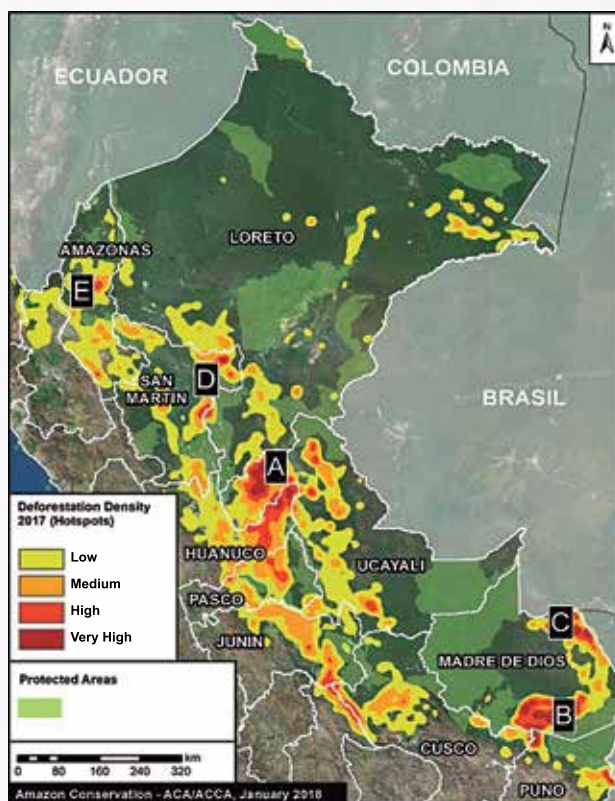 N
ECUADOR
COLOMBIA
AMAZONAS
LORETO
E
SAN
MARTIN
D
BRASIL
A
Deforestation Density
2017 (Hotspots)
Low
Medium
High
Very High
HUANUCO
UCAYALI
PASCO
JUNIN
C
MADRE DE DIOS
B
Protected Areas
CUSCO
PUNO
km
0 80 160 240 320
Amazon Conservation - ACA/ACCA, January 2018